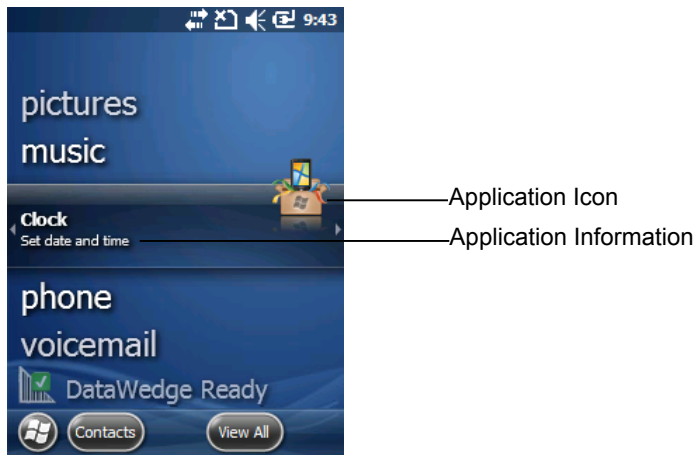 9:43
pictures
music
Application Icon
Clock
Set date and time
Application Information
phone
voicemail
DataWedge Ready
Contacts
View All